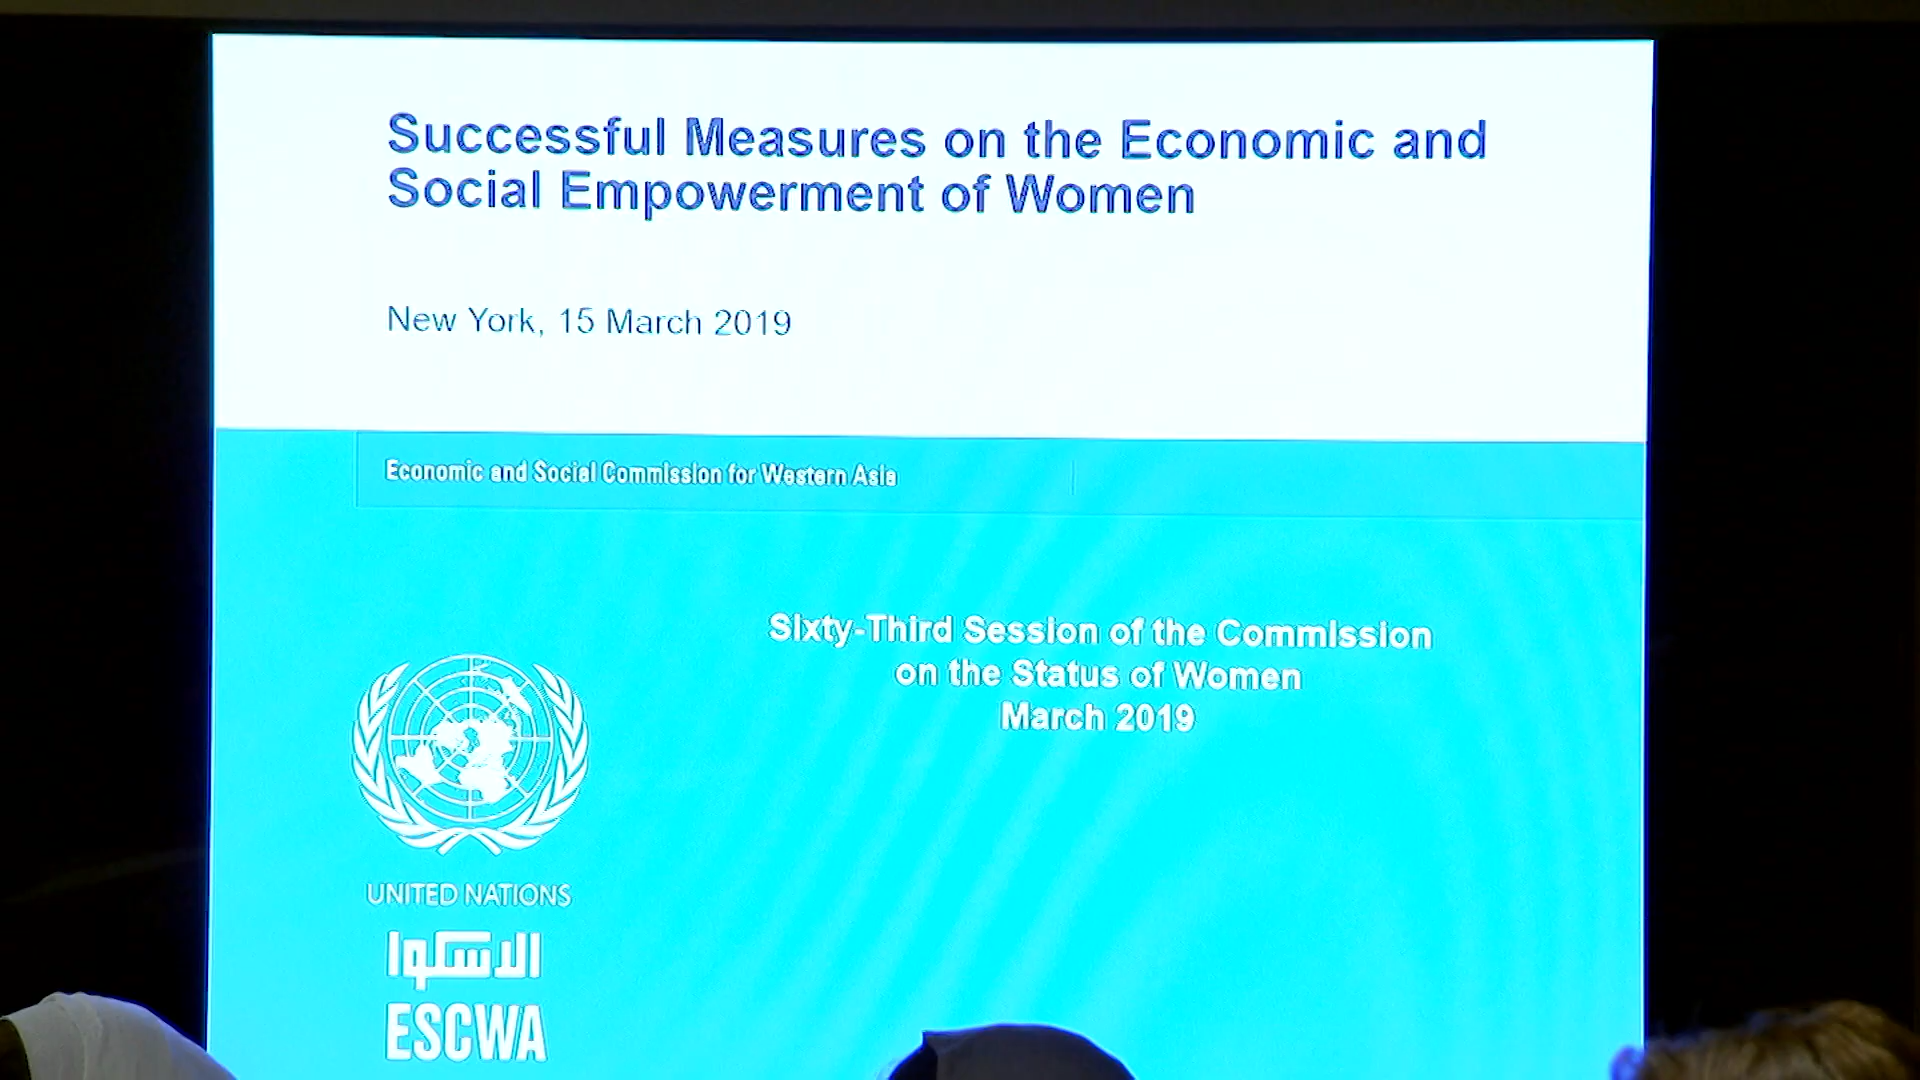 Successful Measures on the Economic and
Social Empowerment of Women
New York, 15 March 2019
Economic and Social Commission for Western Asia
Sixty-Third Session of the Commission
on the Status of Women
March 2019
UNITED NATIONS
الاسكوا
ESCWA